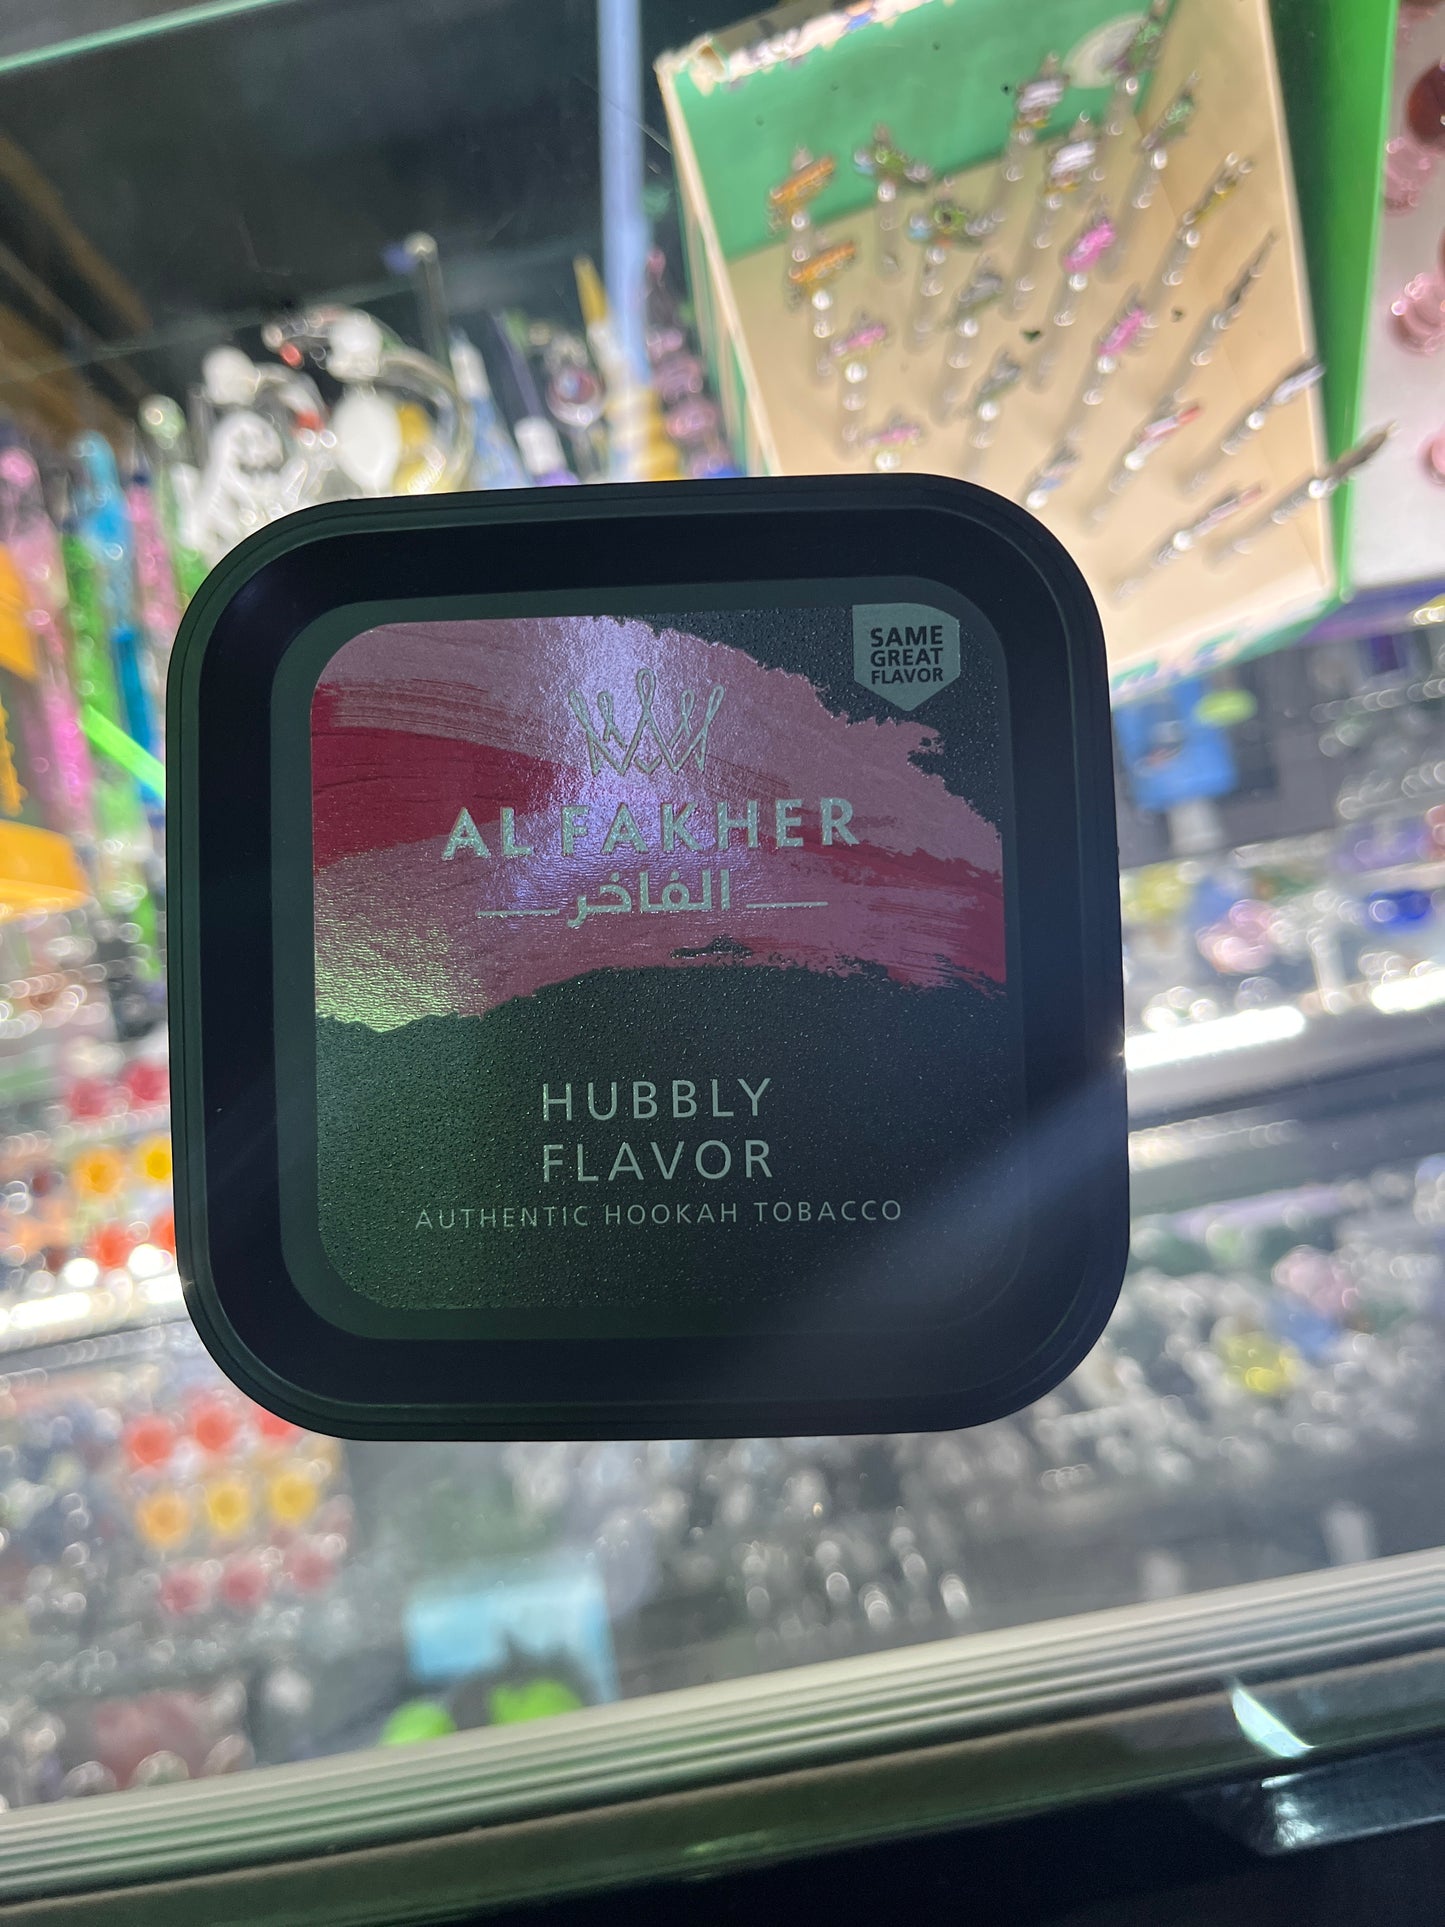 SAME
GREAT
FLAVOR
AL FAKHER
الفاخر
HUBBLY
FLAVOR
AUTHENTIC HOOKAH TOBACCO